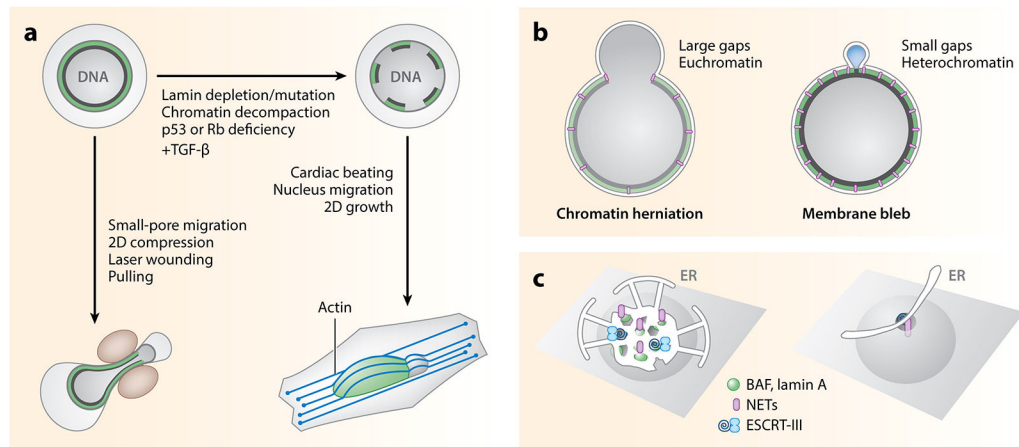 a
DNA
DNA
Lamin depletion/mutation
Chromatin decompaction
p53 or Rb deficiency
+TGF-β
Cardiac beating
Nucleus migration
2D growth
Small-pore migration
2D compression
Laser wounding
Pulling
Actin
b
Large gaps
Euchromatin
Small gaps
Heterochromatin
Chromatin herniation
Membrane bleb
c
ER
ER
BAF, lamin A
NETs
ESCRT-III